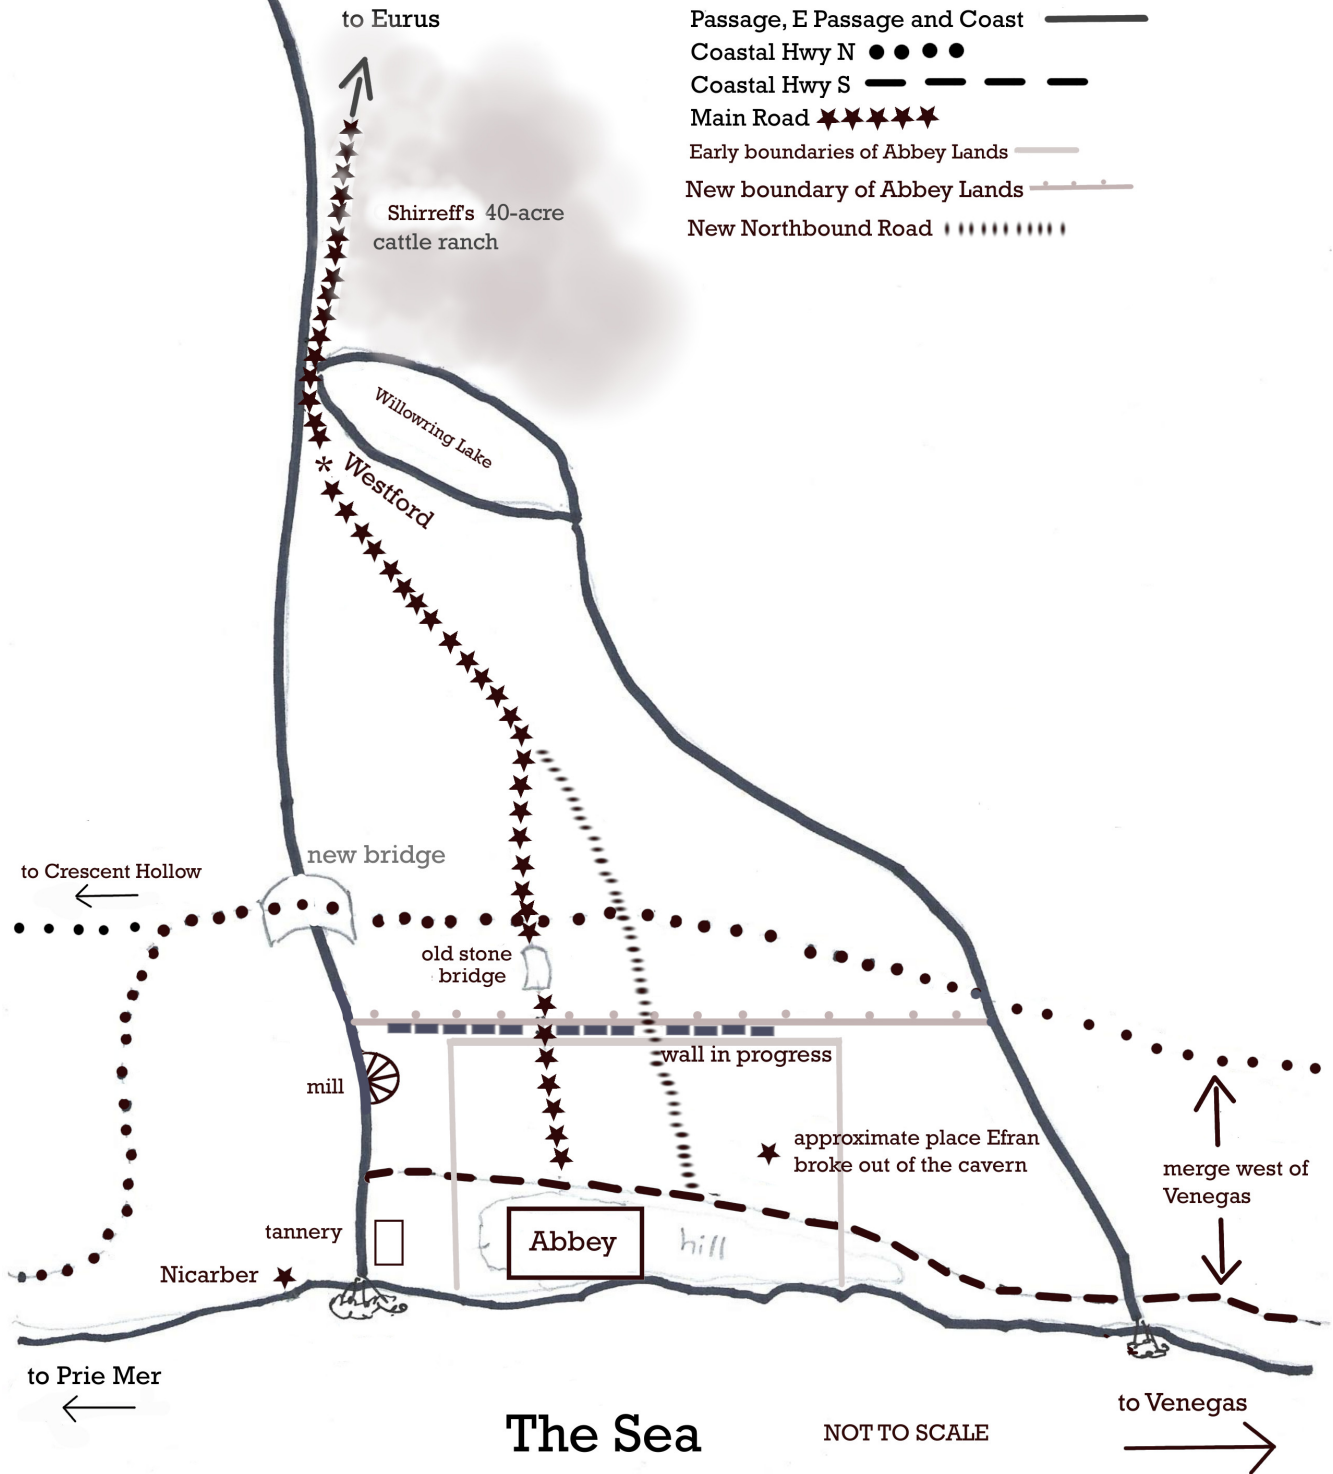 to Eurus
Passage, E Passage and Coast
Coastal Hwy N
Coastal Hwy S
Main Road
Early boundaries of Abbey Lands
New boundary of Abbey Lands
New Northbound Road
Shirreff's 40-acre
cattle ranch
Willowring Lake
* Westford
new bridge
to Crescent Hollow
old stone
bridge
wall in progress
mill
approximate place Efran
broke out of the cavern
merge west of
Venegas
tannery
Abbey
hill
Nicarber
to Prie Mer
to Venegas
The Sea
NOT TO SCALE